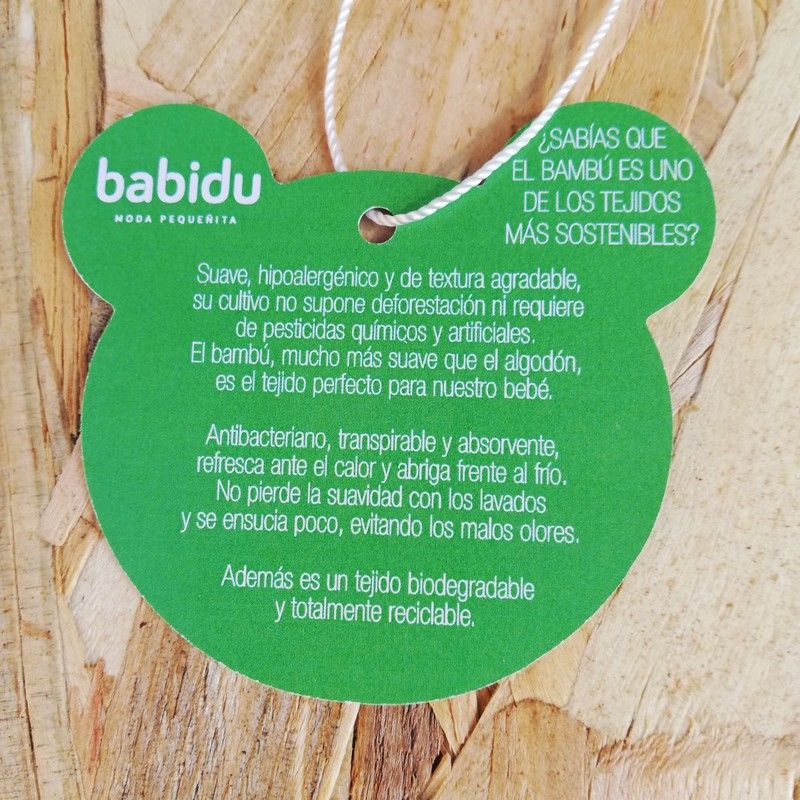 babidu
MODA PEQUEÑITA
¿SABÍAS QUE
EL BAMBÚ ES UNO
DE LOS TEJIDOS
MÁS SOSTENIBLES?
Suave, hipoalergénico y de textura agradable,
su cultivo no supone deforestación ni requiere
de pesticidas químicos y artificiales.
El bambú, mucho más suave que el algodón,
es el tejido perfecto para nuestro bebé.
Antibacteriano, transpirable y absorvente,
refresca ante el calor y abriga frente al frío.
No pierde la suavidad con los lavados
y se ensucia poco, evitando los malos olores.
Además es un tejido biodegradable
y totalmente reciclable.